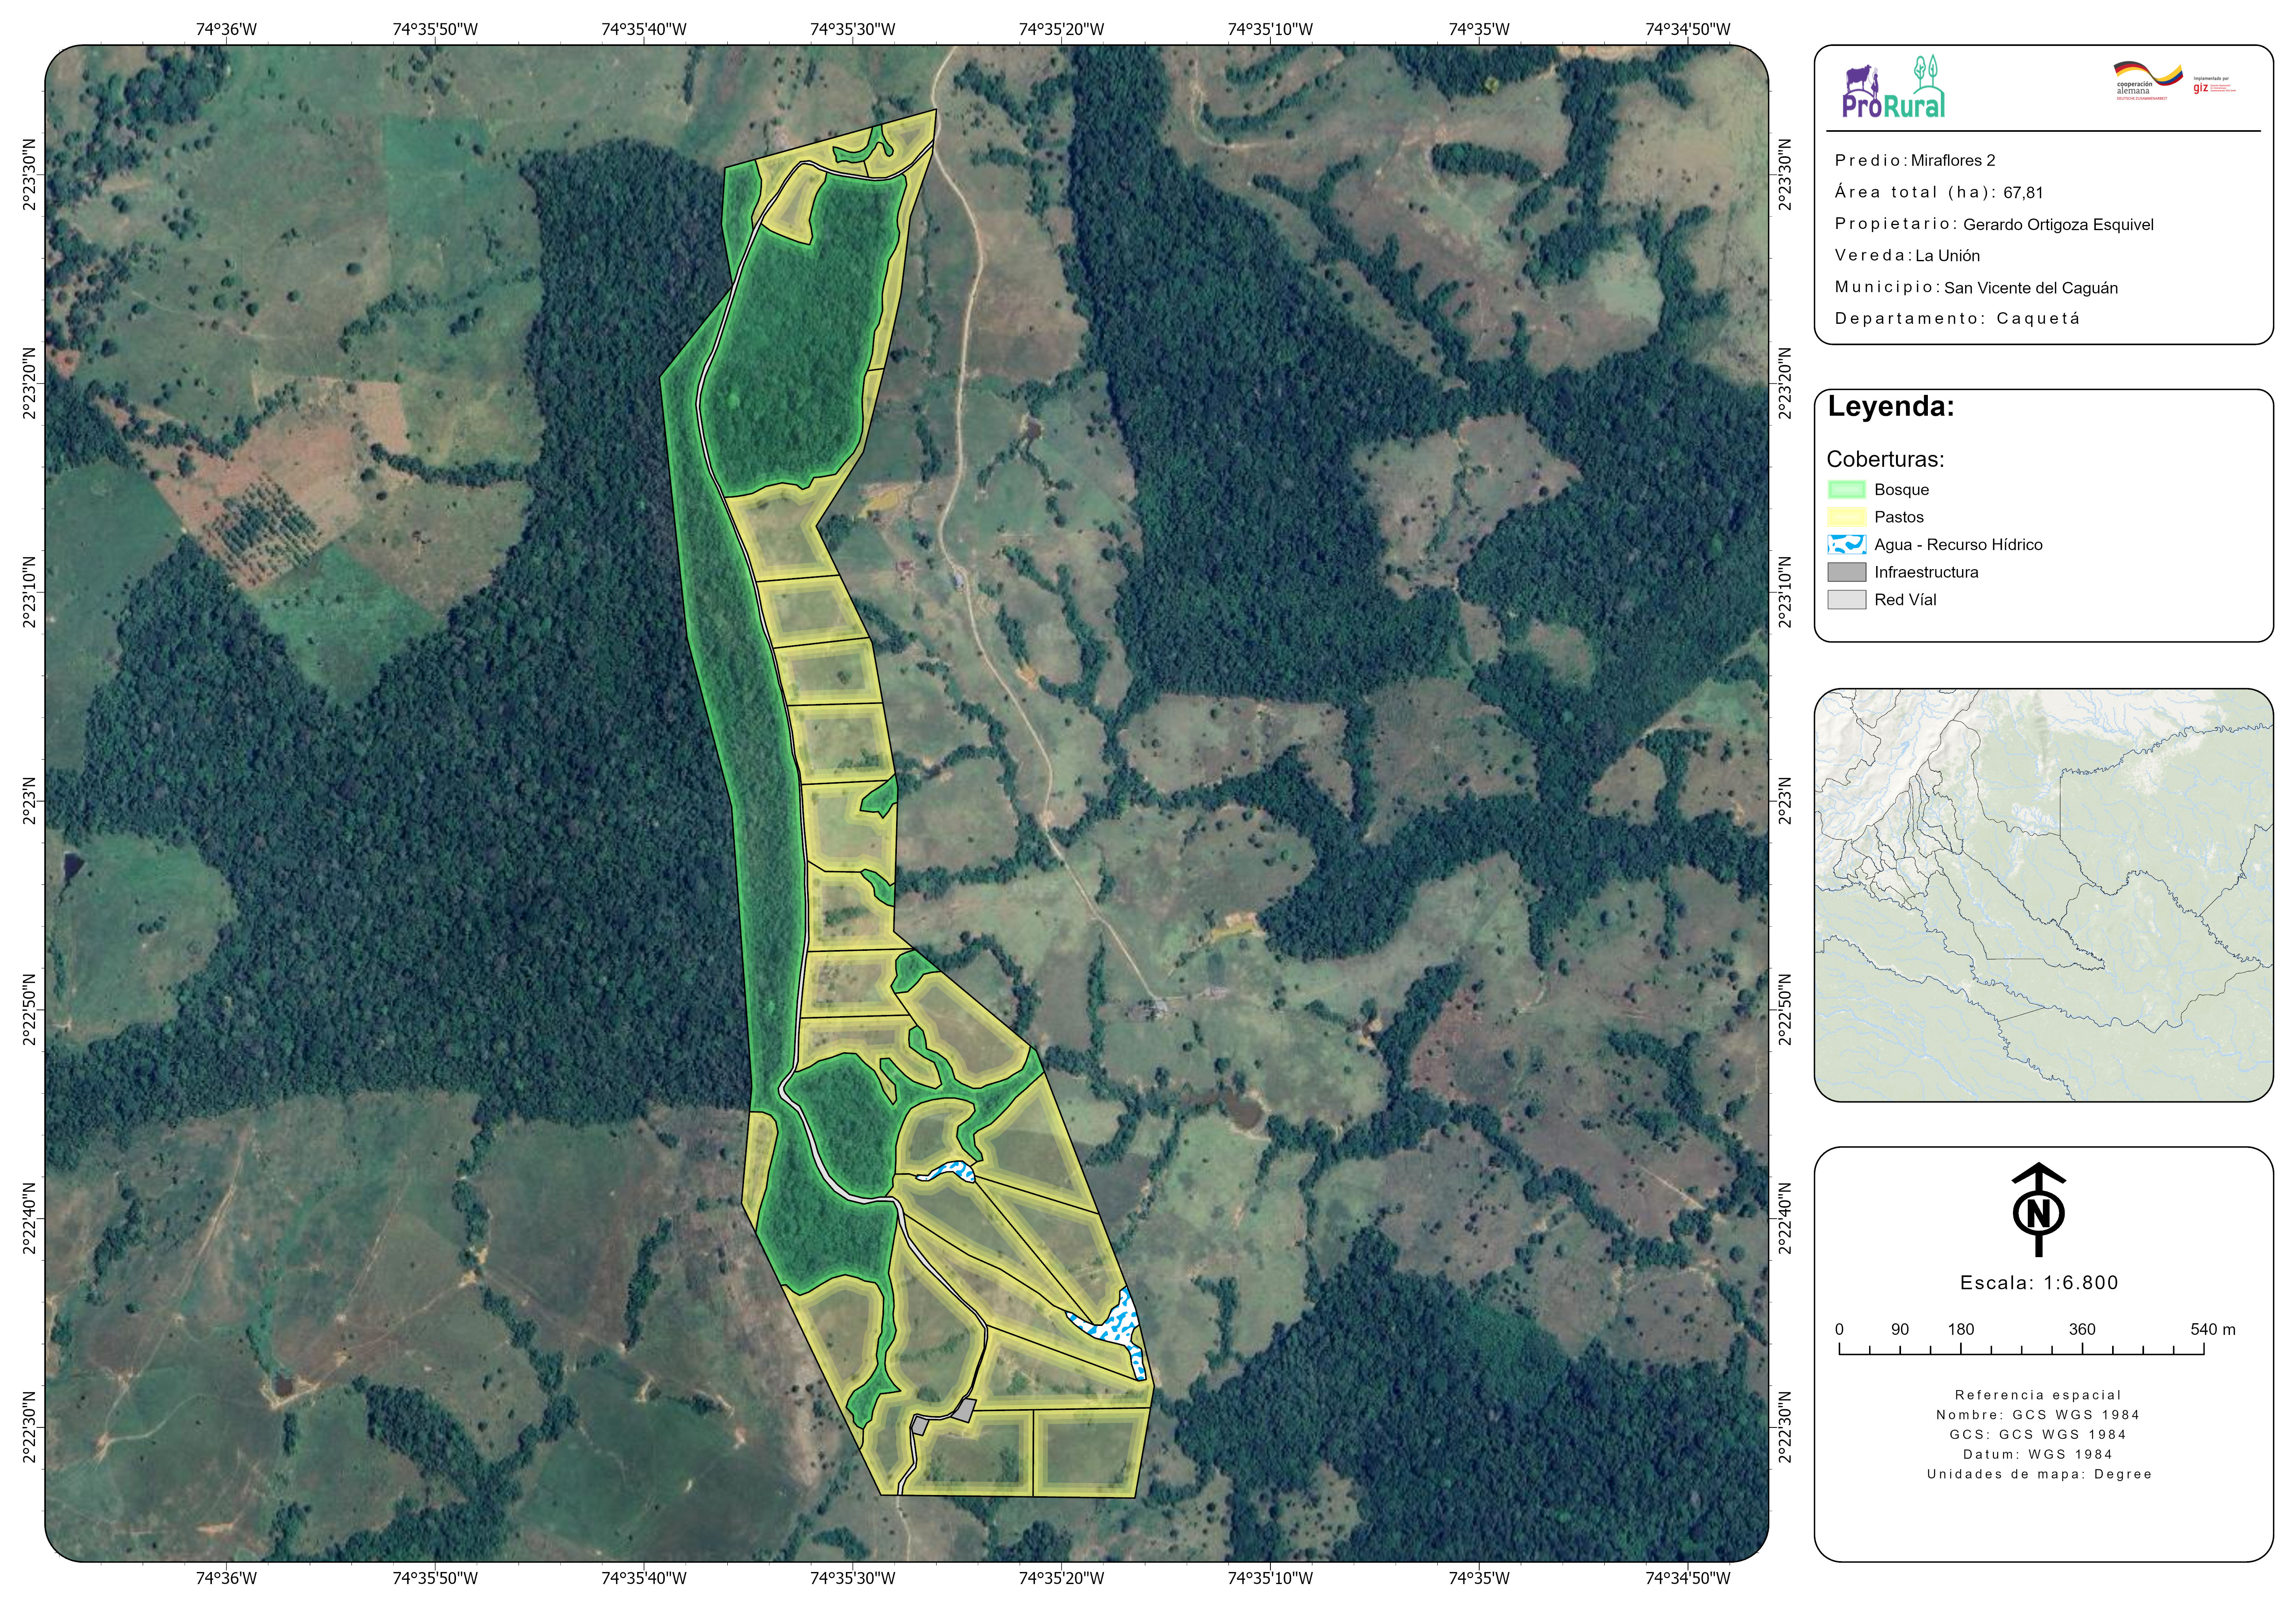 74°36'W 74°35'50"W 74°35'40"W 74°35'30"W 74°35'20"W 74°35'10"W 74°35'W 74°34'50"W
2°23'30"N 2°23'30"N
2°23'20"N 2°23'20"N
2°23'10"N 2°23'10"N
2°23'N 2°23'N
2°22'50"N 2°22'50"N
2°22'40"N 2°22'40"N
2°22'30"N 2°22'30"N
74°36'W 74°35'50"W 74°35'40"W 74°35'30"W 74°35'20"W 74°35'10"W 74°35'W 74°34'50"W
ProRural
cooperación
alemana
DEUTSCHE ZUSAMMENARBEIT
Implementada por
giz
Predio: Miraflores 2
Área total (ha): 67,81
Propietario: Gerardo Ortigoza Esquivel
Vereda: La Unión
Municipio: San Vicente del Caguán
Departamento: Caquetá
Leyenda:
Coberturas:
Bosque
Pastos
Agua - Recurso Hídrico
Infraestructura
Red Víal
N
Escala: 1:6.800
0 90 180 360 540 m
Referencia espacial
Nombre: GCS WGS 1984
GCS: GCS WGS 1984
Datum: WGS 1984
Unidades de mapa: Degree